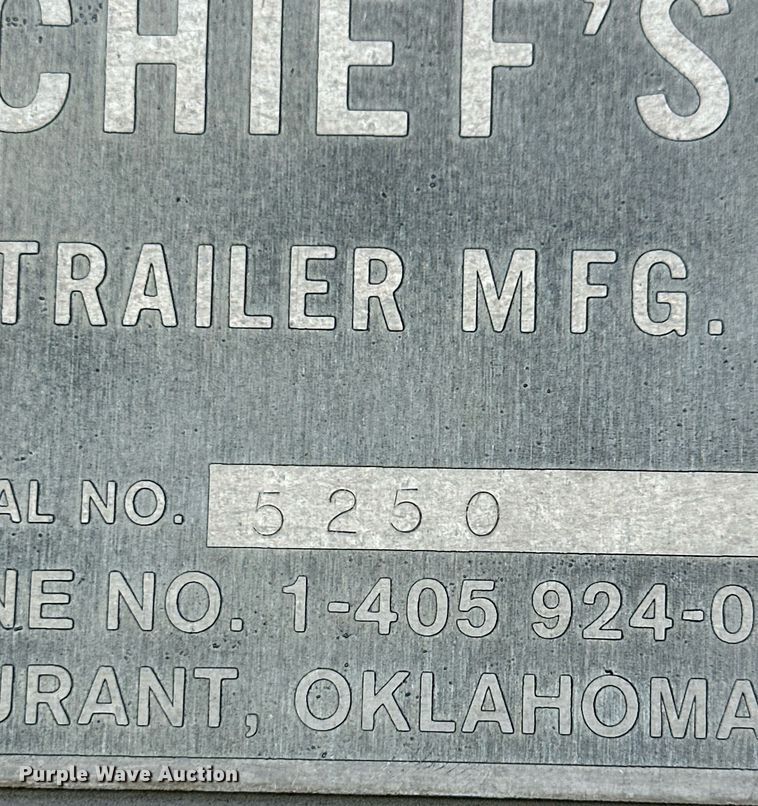 CHIEF'S
TRAILER MFG.
AL NO. 5250
NE NO. 1-405 924-0
URANT, OKLAHOMA
Purple Wave Auction